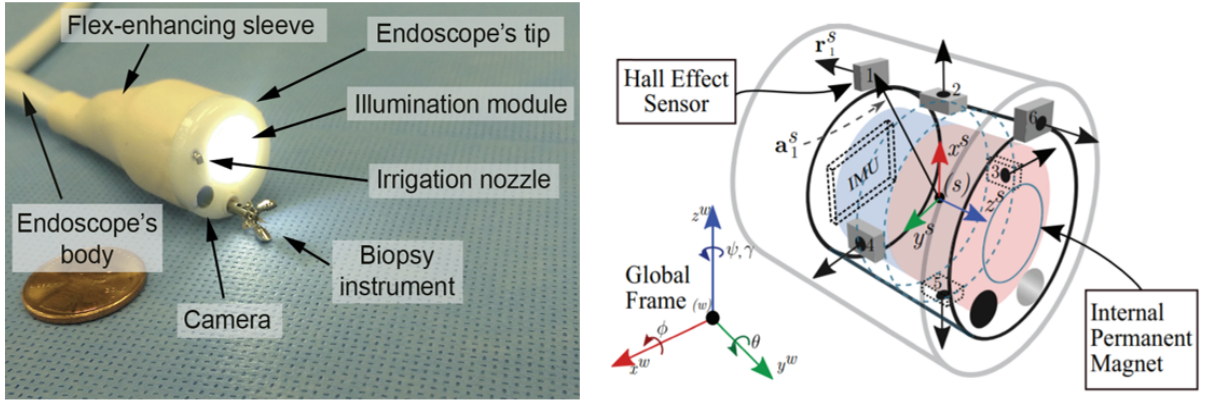 Flex-enhancing sleeve
Endoscope's tip
Illumination module
Irrigation nozzle
Endoscope's
body
Biopsy
instrument
Camera
Hall Effect
Sensor
r₁ˢ
1
2
6
a₁ˢ
IMU
xˢ
(s)
3
zˢ
yˢ
4
5
zʷ
ψ, γ
Global
Frame
(w)
ϕ
θ
xʷ
yʷ
Internal
Permanent
Magnet